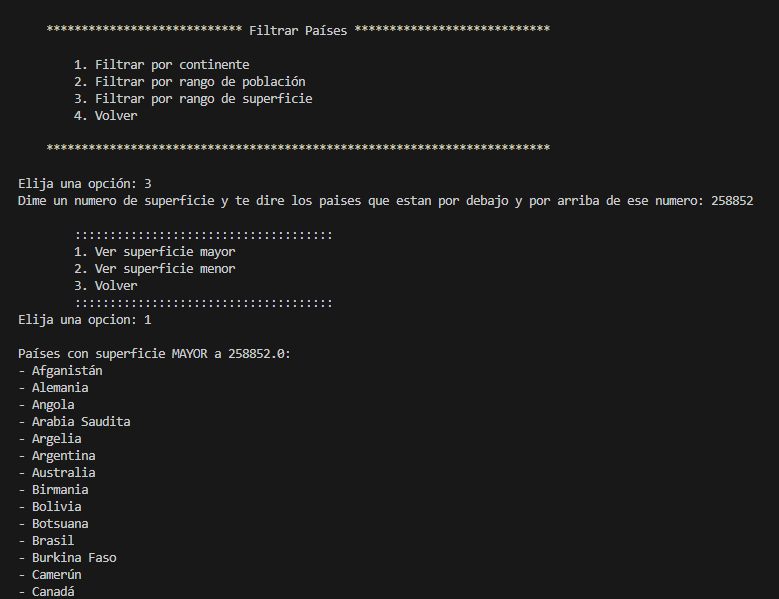 **************************** Filtrar Países ****************************
1. Filtrar por continente
2. Filtrar por rango de población
3. Filtrar por rango de superficie
4. Volver
************************************************************************
Elija una opción: 3
Dime un numero de superficie y te dire los paises que estan por debajo y por arriba de ese numero: 258852
:::::::::::::::::::::::::::::::::::::
1. Ver superficie mayor
2. Ver superficie menor
3. Volver
:::::::::::::::::::::::::::::::::::::
Elija una opcion: 1
Países con superficie MAYOR a 258852.0:
- Afganistán
- Alemania
- Angola
- Arabia Saudita
- Argelia
- Argentina
- Australia
- Birmania
- Bolivia
- Botsuana
- Brasil
- Burkina Faso
- Camerún
- Canadá